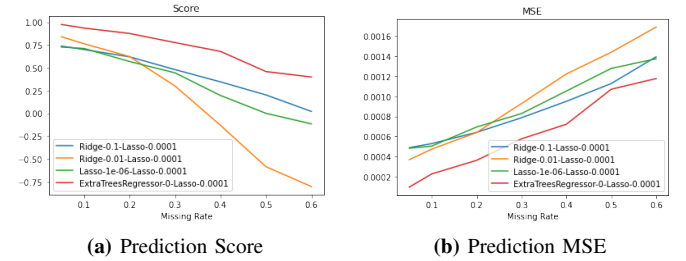 Score
1.00
0.75
0.50
0.25
0.00
−0.25
−0.50
−0.75
Ridge-0.1-Lasso-0.0001
Ridge-0.01-Lasso-0.0001
Lasso-1e-06-Lasso-0.0001
ExtraTreesRegressor-0-Lasso-0.0001
0.1 0.2 0.3 0.4 0.5 0.6
Missing Rate
(a) Prediction Score
MSE
0.0016
0.0014
0.0012
0.0010
0.0008
0.0006
0.0004
0.0002
Ridge-0.1-Lasso-0.0001
Ridge-0.01-Lasso-0.0001
Lasso-1e-06-Lasso-0.0001
ExtraTreesRegressor-0-Lasso-0.0001
0.1 0.2 0.3 0.4 0.5 0.6
Missing Rate
(b) Prediction MSE